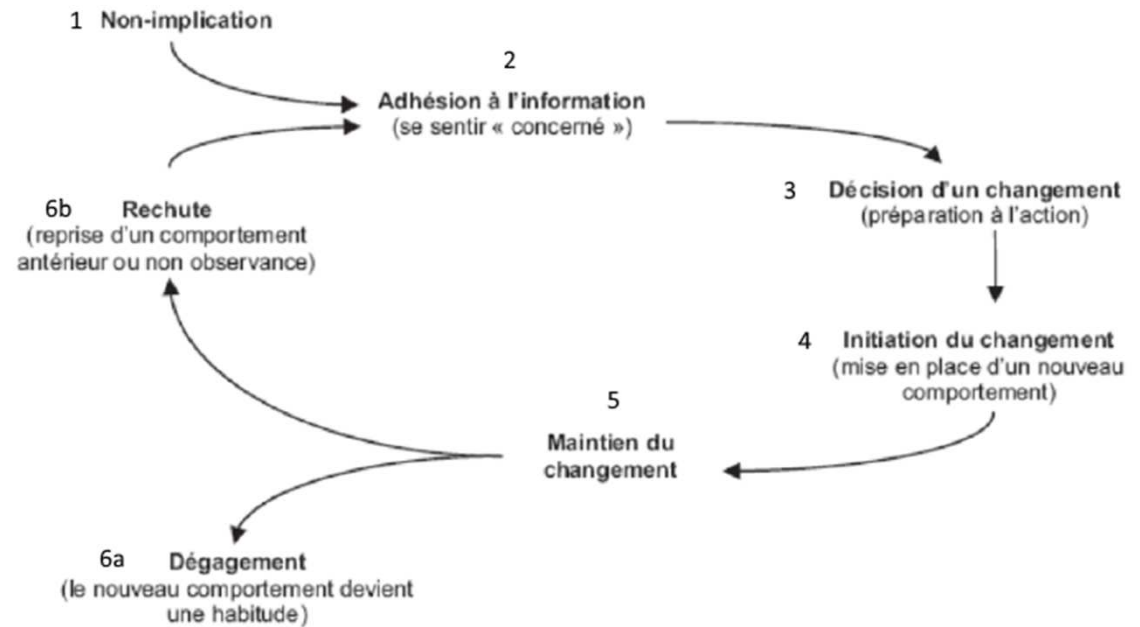 1 Non-implication
2
Adhésion à l'information
(se sentir « concerné »)
3 Décision d'un changement
(préparation à l'action)
6b Rechute
(reprise d'un comportement
antérieur ou non observance)
4 Initiation du changement
(mise en place d'un nouveau
comportement)
5
Maintien du
changement
6a Dégagement
(le nouveau comportement devient
une habitude)